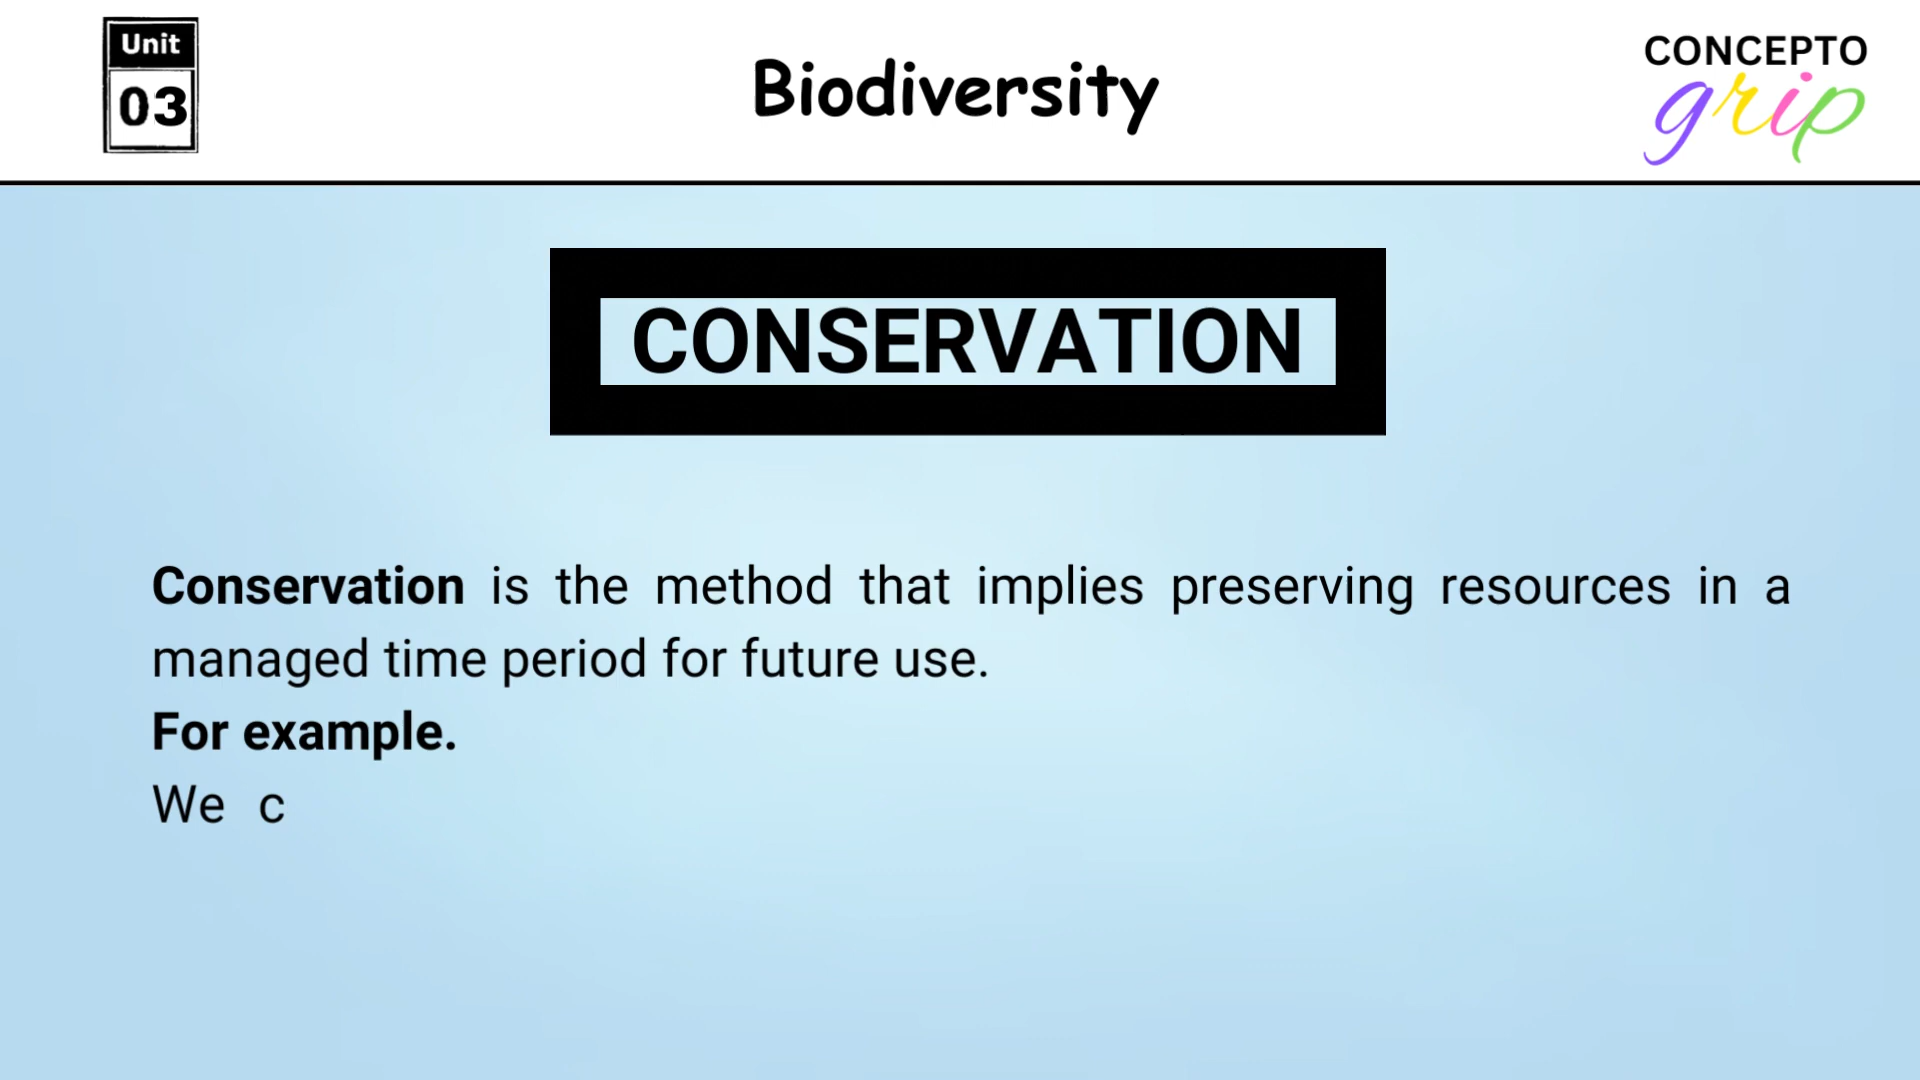 Unit
03
Biodiversity
CONCEPTO
grip
CONSERVATION
Conservation is the method that implies preserving resources in a
managed time period for future use.
For example.
We c